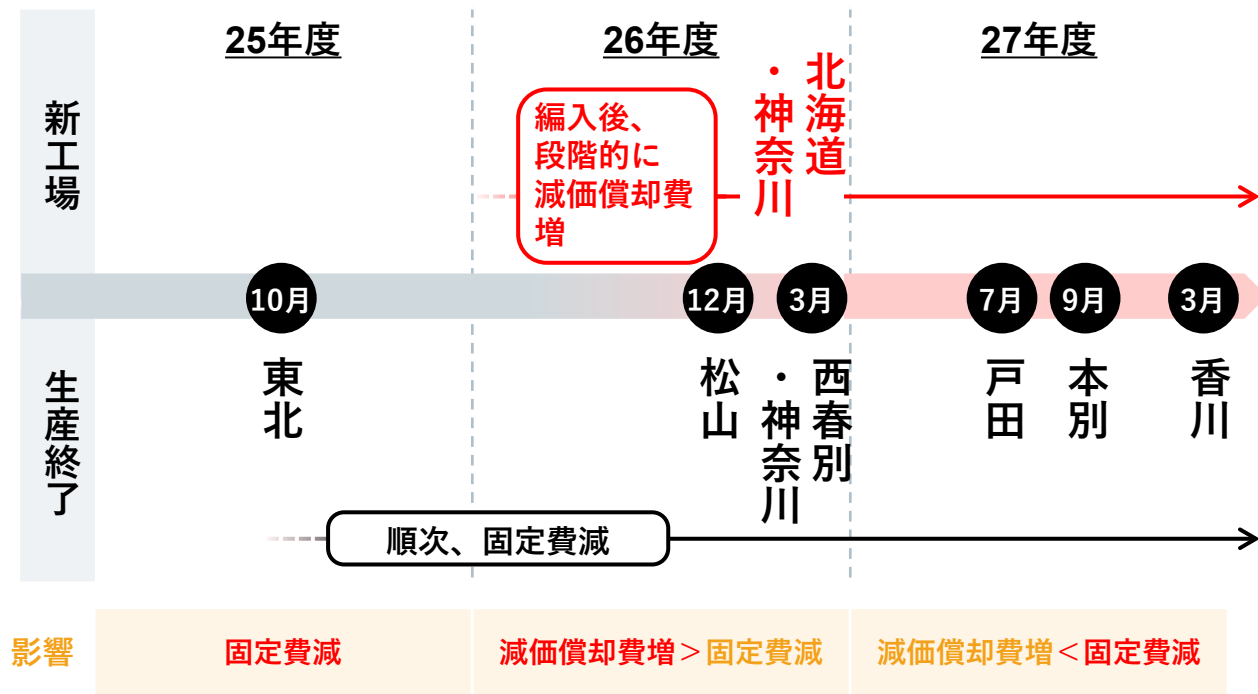 25年度
26年度
27年度
新工場
編入後、
段階的に
減価償却費
増
北海道
・神奈川
10月
12月
3月
7月
9月
3月
生産終了
東北
松山
西春別
・神奈川
戸田
本別
香川
順次、固定費減
影響
固定費減
減価償却費増＞固定費減
減価償却費増＜固定費減